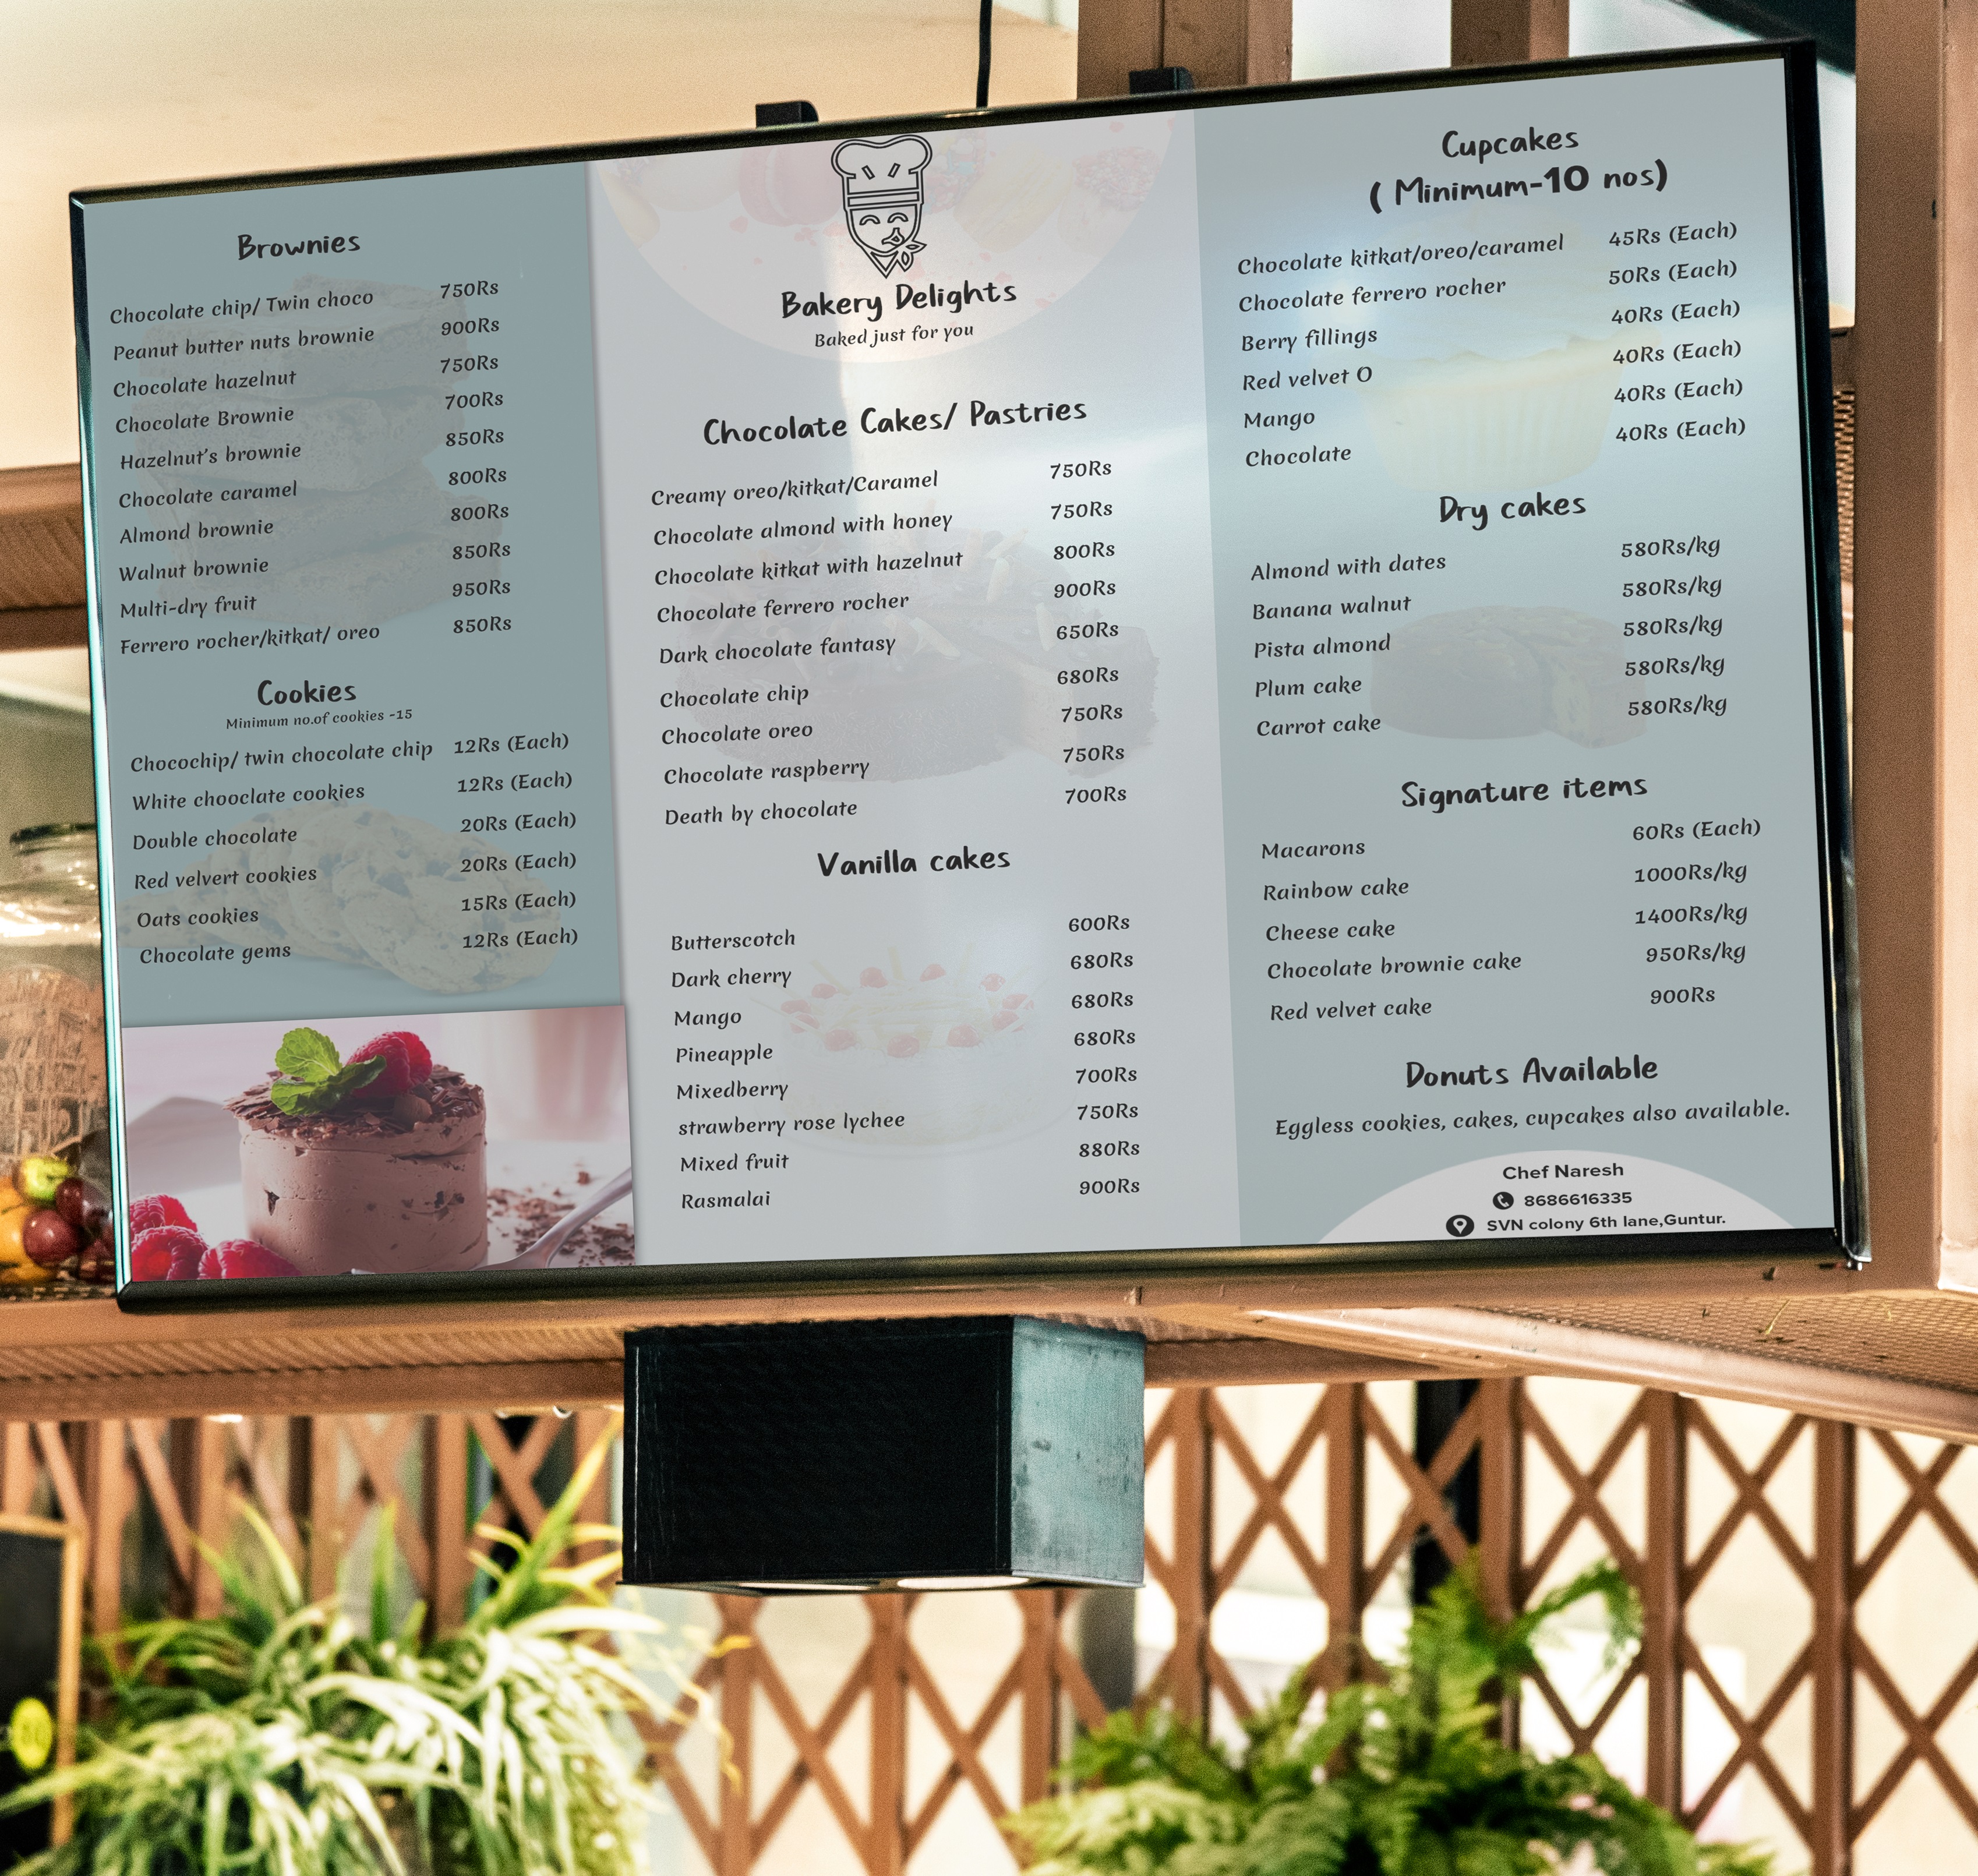 Brownies
Chocolate chip/ Twin choco 750Rs
Peanut butter nuts brownie 900Rs
Chocolate hazelnut 750Rs
Chocolate Brownie 700Rs
Hazelnut's brownie 850Rs
Chocolate caramel 800Rs
Almond brownie 800Rs
Walnut brownie 850Rs
Multi-dry fruit 950Rs
Ferrero rocher/kitkat/ oreo 850Rs
Cookies
Minimum no.of cookies -15
Chocochip/ twin chocolate chip 12Rs (Each)
White chooclate cookies 12Rs (Each)
Double chocolate 20Rs (Each)
Red velvert cookies 20Rs (Each)
Oats cookies 15Rs (Each)
Chocolate gems 12Rs (Each)
Bakery Delights
Baked just for you
Chocolate Cakes/ Pastries
Creamy oreo/kitkat/Caramel 750Rs
Chocolate almond with honey 750Rs
Chocolate kitkat with hazelnut 800Rs
Chocolate ferrero rocher 900Rs
Dark chocolate fantasy 650Rs
Chocolate chip 680Rs
Chocolate oreo 750Rs
Chocolate raspberry 750Rs
Death by chocolate 700Rs
Vanilla cakes
Butterscotch 600Rs
Dark cherry 680Rs
Mango 680Rs
Pineapple 680Rs
Mixedberry 700Rs
strawberry rose lychee 750Rs
Mixed fruit 880Rs
Rasmalai 900Rs
Cupcakes
( Minimum-10 nos)
Chocolate kitkat/oreo/caramel 45Rs (Each)
Chocolate ferrero rocher 50Rs (Each)
Berry fillings 40Rs (Each)
Red velvet O 40Rs (Each)
Mango 40Rs (Each)
Chocolate 40Rs (Each)
Dry cakes
Almond with dates 580Rs/kg
Banana walnut 580Rs/kg
Pista almond 580Rs/kg
Plum cake 580Rs/kg
Carrot cake 580Rs/kg
Signature items
Macarons 60Rs (Each)
Rainbow cake 1000Rs/kg
Cheese cake 1400Rs/kg
Chocolate brownie cake 950Rs/kg
Red velvet cake 900Rs
Donuts Available
Eggless cookies, cakes, cupcakes also available.
Chef Naresh
8686616335
SVN colony 6th lane,Guntur.